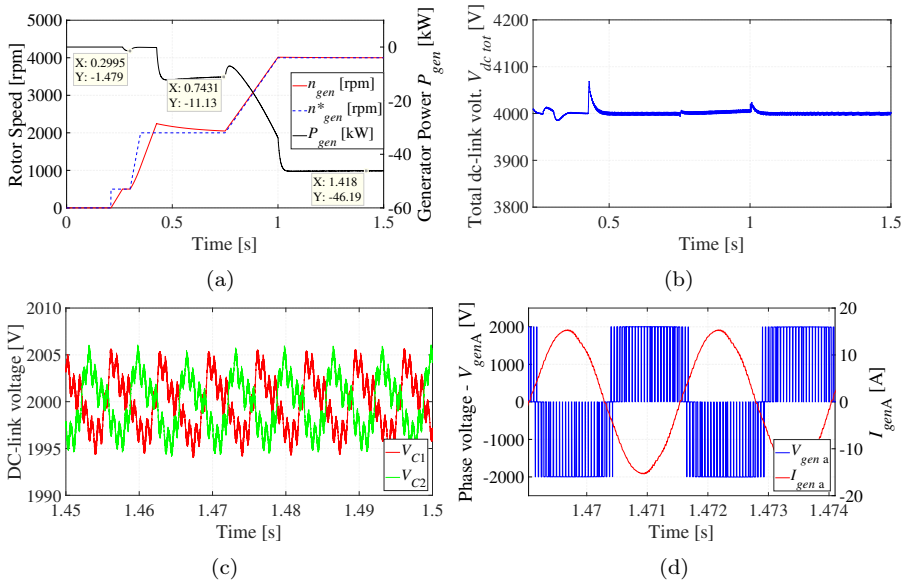 5000
4000
3000
2000
1000
0
Rotor Speed [rpm]
0
-20
-40
-60
Generator Power P_gen [kW]
X: 0.2995
Y: -1.479
X: 0.7431
Y: -11.13
X: 1.418
Y: -46.19
n_gen [rpm]
n*_gen [rpm]
P_gen [kW]
0 0.5 1 1.5
Time [s]
(a)
Total dc-link volt. V_dc tot [V]
4200
4100
4000
3900
3800
0.5 1 1.5
Time [s]
(b)
DC-link voltage [V]
2010
2005
2000
1995
1990
V_C1
V_C2
1.45 1.46 1.47 1.48 1.49 1.5
Time [s]
(c)
Phase voltage - V_genA [V]
2000
1000
0
-1000
-2000
20
10
0
-10
-20
I_genA [A]
V_gen a
I_gen a
1.47 1.471 1.472 1.473 1.474
Time [s]
(d)